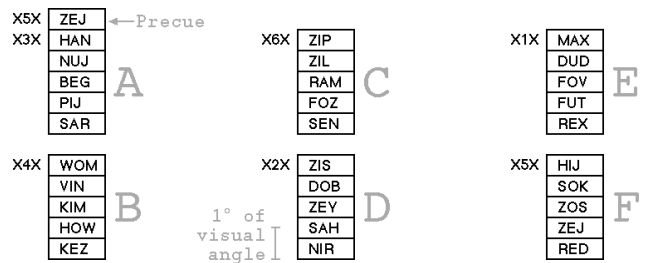 X5X ZEJ Precue
X3X HAN
NUJ
BEG
PIJ
SAR
A
X6X ZIP
ZIL
RAM
FOZ
SEN
C
X1X MAX
DUD
FOV
FUT
REX
E
X4X WOM
VIN
KIM
HOW
KEZ
B
1° of
visual
angle
X2X ZIS
DOB
ZEY
SAH
NIR
D
X5X HIJ
SOK
ZOS
ZEJ
RED
F